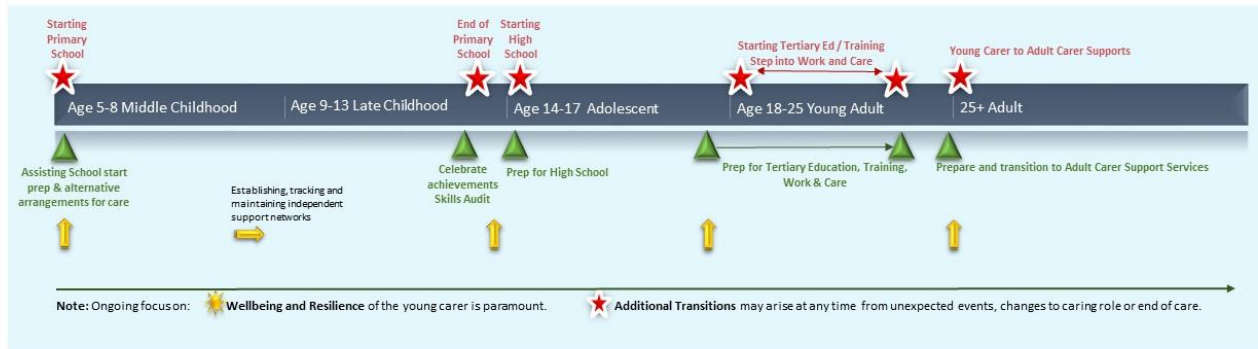 Starting
Primary
School
End of
Primary
School
Starting
High
School
Starting Tertiary Ed / Training
Step into Work and Care
Young Carer to Adult Carer Supports
Age 5-8 Middle Childhood
Age 9-13 Late Childhood
Age 14-17 Adolescent
Age 18-25 Young Adult
25+ Adult
Assisting School start
prep & alternative
arrangements for care
Establishing, tracking and
maintaining independent
support networks
Celebrate
achievements
Skills Audit
Prep for High School
Prep for Tertiary Education, Training,
Work & Care
Prepare and transition to Adult Carer Support Services
Note: Ongoing focus on: Wellbeing and Resilience of the young carer is paramount. Additional Transitions may arise at any time from unexpected events, changes to caring role or end of care.